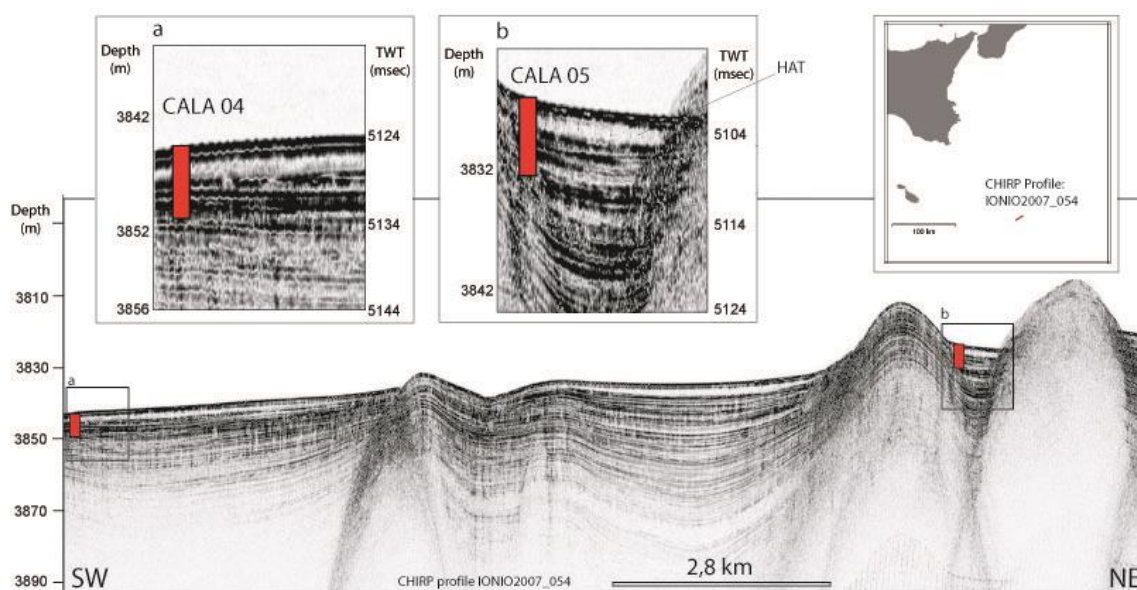 a
Depth
(m)
TWT
(msec)
CALA 04
3842
3852
3856
5124
5134
5144
b
Depth
(m)
TWT
(msec)
HAT
CALA 05
3832
3842
5104
5114
5124
CHIRP Profile:
IONIO2007_054
100 km
Depth
(m)
3810
3830
3850
3870
3890
a
b
SW
CHIRP profile IONIO2007_054
2,8 km
NE